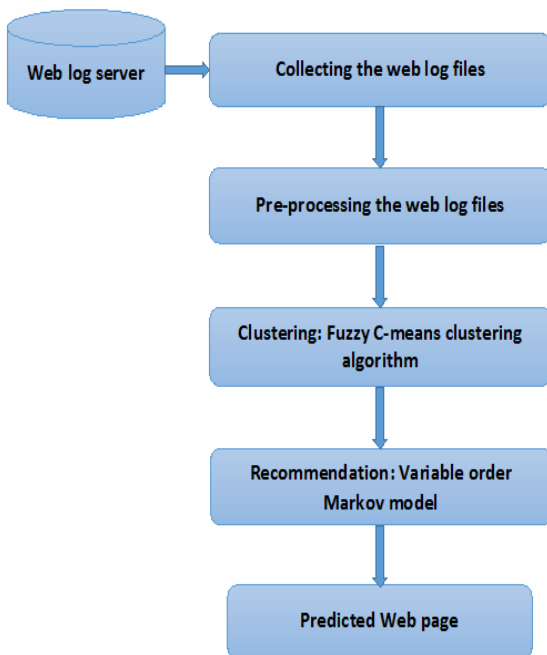 Web log server
Collecting the web log files
Pre-processing the web log files
Clustering: Fuzzy C-means clustering
algorithm
Recommendation: Variable order
Markov model
Predicted Web page